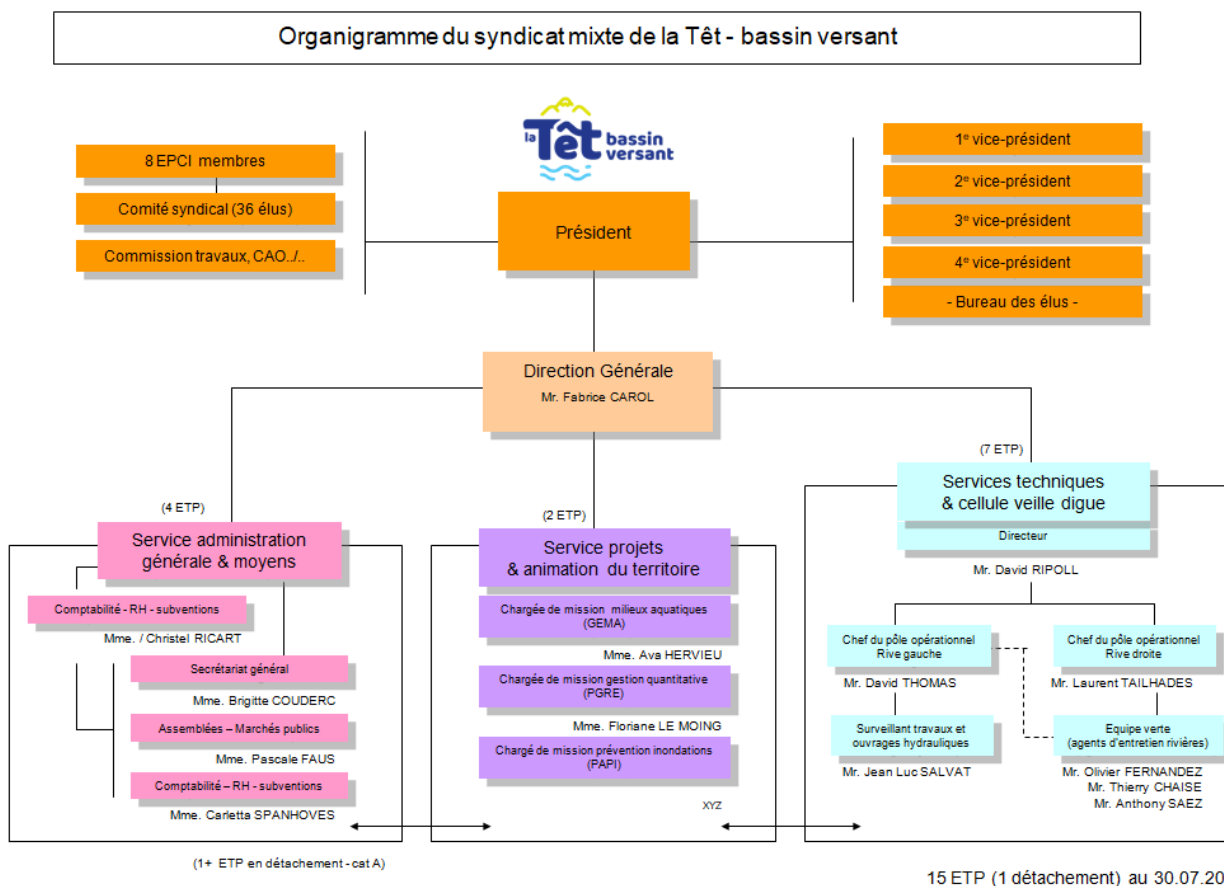 Organigramme du syndicat mixte de la Têt - bassin versant
la Têt bassin
versant
8 EPCI membres
Comité syndical (36 élus)
Commission travaux, CAO../..
Président
1e vice-président
2e vice-président
3e vice-président
4e vice-président
- Bureau des élus -
Direction Générale
Mr. Fabrice CAROL
(4 ETP)
Service administration
générale & moyens
Comptabilité - RH - subventions
Mme. / Christel RICART
Secrétariat général
Mme. Brigitte COUDERC
Assemblées – Marchés publics
Mme. Pascale FAUS
Comptabilité – RH – subventions
Mme. Carletta SPANHOVES
(1+ ETP en détachement - cat A)
(2 ETP)
Service projets
& animation du territoire
Chargée de mission milieux aquatiques
(GEMA)
Mme. Ava HERVIEU
Chargée de mission gestion quantitative
(PGRE)
Mme. Floriane LE MOING
Chargé de mission prévention inondations
(PAPI)
XYZ
(7 ETP)
Services techniques
& cellule veille digue
Directeur
Mr. David RIPOLL
Chef du pôle opérationnel
Rive gauche
Mr. David THOMAS
Surveillant travaux et
ouvrages hydrauliques
Mr. Jean Luc SALVAT
Chef du pôle opérationnel
Rive droite
Mr. Laurent TAILHADES
Equipe verte
(agents d'entretien rivières)
Mr. Olivier FERNANDEZ
Mr. Thierry CHAISE
Mr. Anthony SAEZ
15 ETP (1 détachement) au 30.07.20